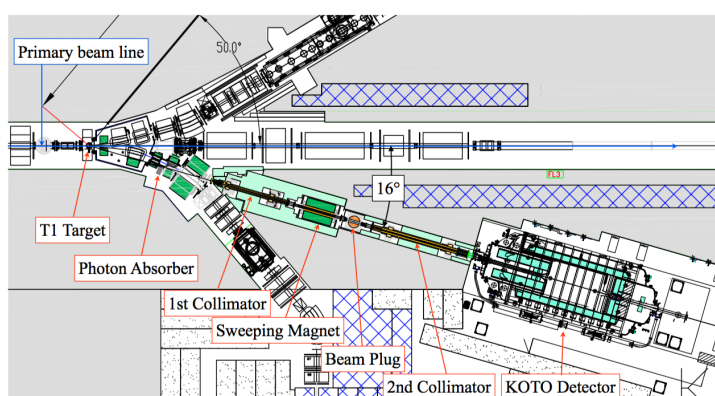 Primary beam line
50.0°
16°
FL3
T1 Target
Photon Absorber
1st Collimator
Sweeping Magnet
Beam Plug
2nd Collimator
KOTO Detector